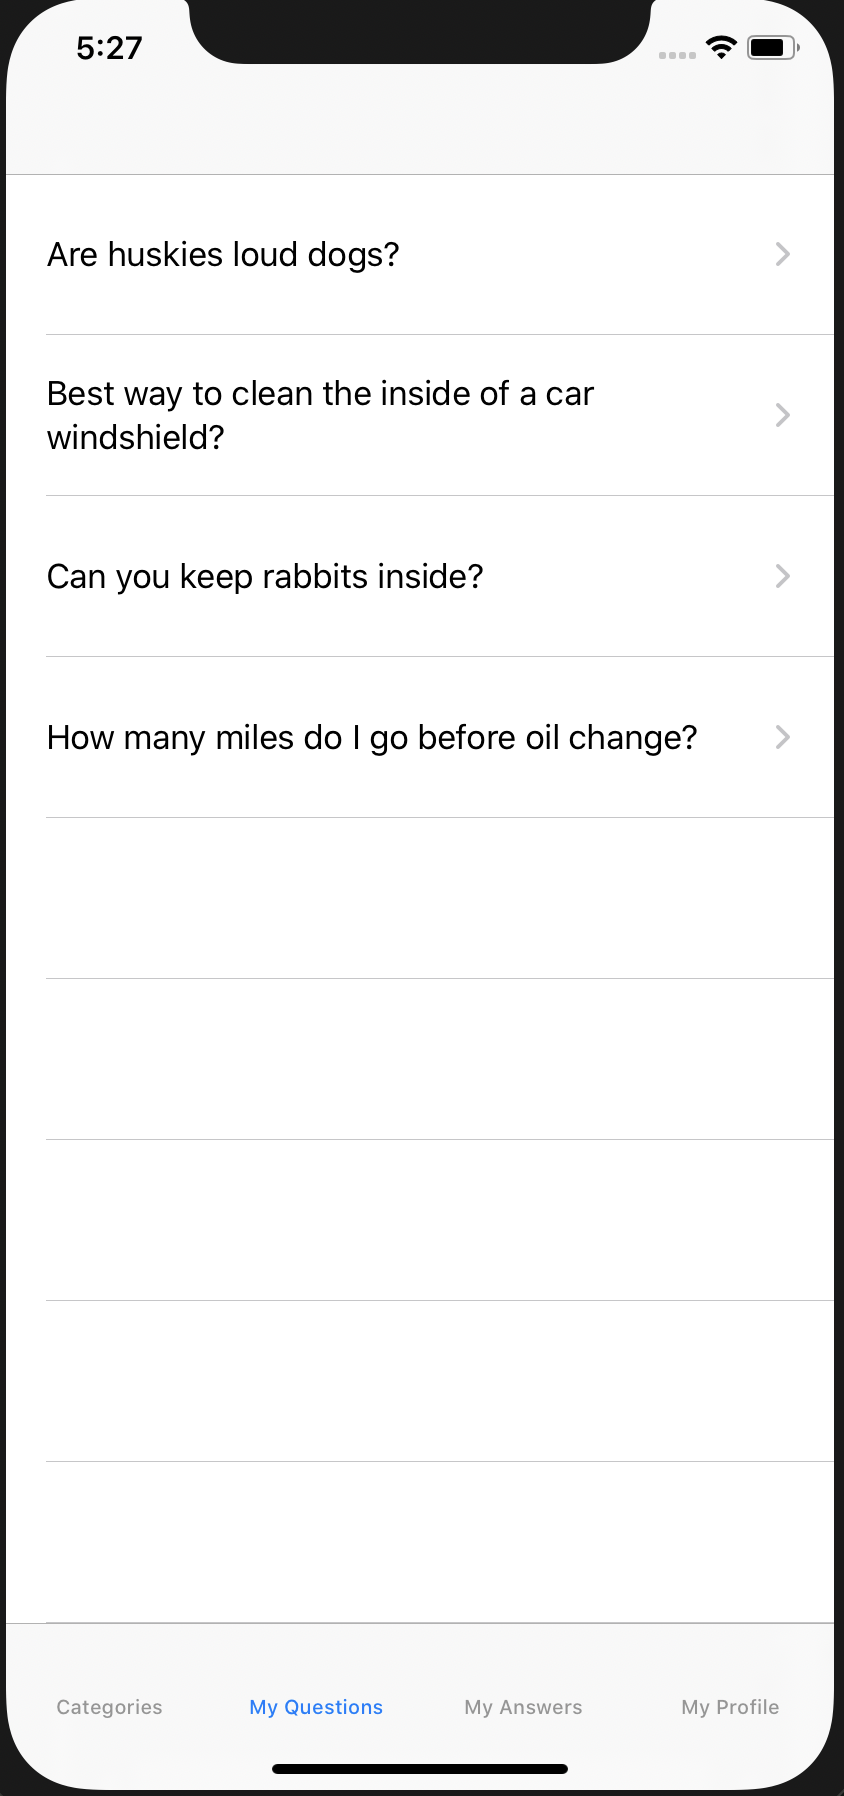 5:27
Are huskies loud dogs?
Best way to clean the inside of a car
windshield?
Can you keep rabbits inside?
How many miles do I go before oil change?
Categories
My Questions
My Answers
My Profile